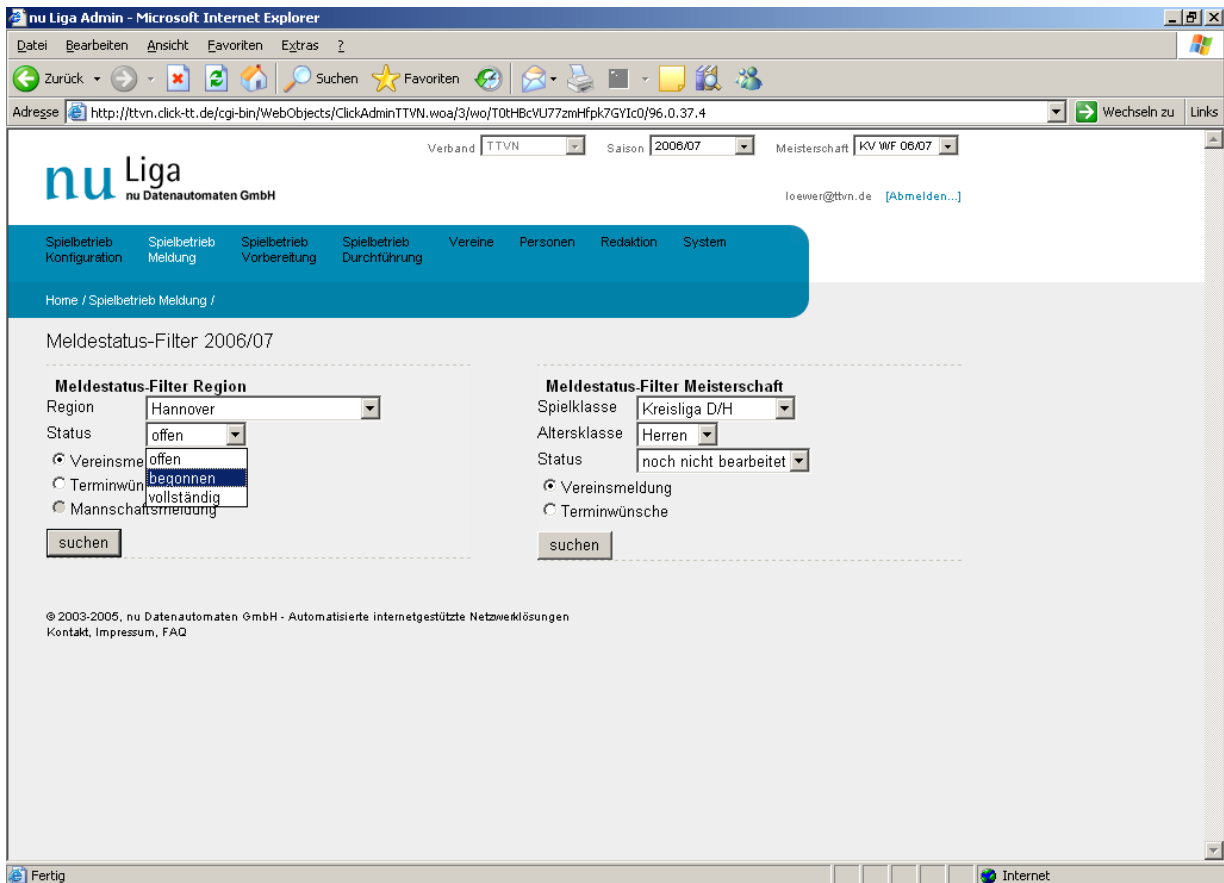 nu Liga Admin - Microsoft Internet Explorer
Datei Bearbeiten Ansicht Favoriten Extras ?
Zurück Suchen Favoriten
Adresse http://ttvn.click-tt.de/cgi-bin/WebObjects/ClickAdminTTVN.woa/3/wo/T0tHBcVU77zmHfpk7GYIc0/96.0.37.4 Wechseln zu Links
Verband TTVN Saison 2006/07 Meisterschaft KV WF 06/07
nu Liga
nu Datenautomaten GmbH
loewer@ttvn.de [Abmelden...]
Spielbetrieb Konfiguration Spielbetrieb Meldung Spielbetrieb Vorbereitung Spielbetrieb Durchführung Vereine Personen Redaktion System
Home / Spielbetrieb Meldung /
Meldestatus-Filter 2006/07
Meldestatus-Filter Region
Region Hannover
Status offen
offen
begonnen
vollständig
Vereinsme
Terminwün
Mannschaftsmeldung
suchen
Meldestatus-Filter Meisterschaft
Spielklasse Kreisliga D/H
Altersklasse Herren
Status noch nicht bearbeitet
Vereinsmeldung
Terminwünsche
suchen
© 2003-2005, nu Datenautomaten GmbH - Automatisierte internetgestützte Netzwerklösungen
Kontakt, Impressum, FAQ
Fertig Internet